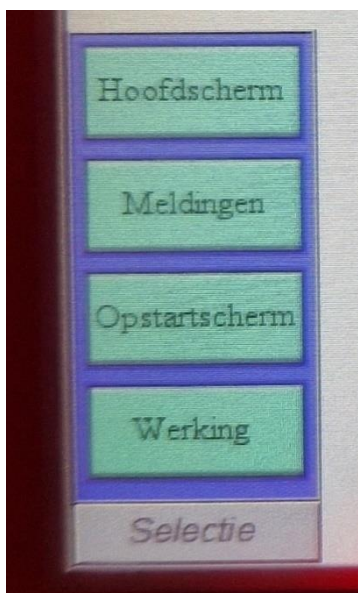 Hoofdscherm
Meldingen
Opstartscherm
Werking
Selectie